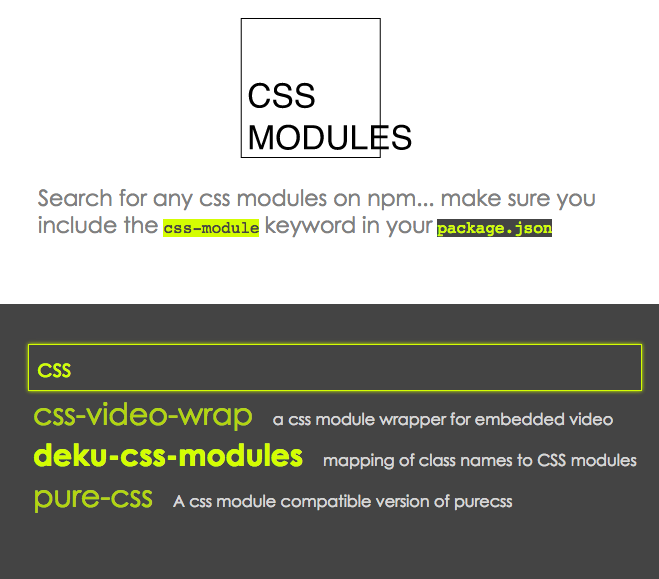 CSS
MODULES
Search for any css modules on npm... make sure you
include the css-module keyword in your package.json
css
css-video-wrap a css module wrapper for embedded video
deku-css-modules mapping of class names to CSS modules
pure-css A css module compatible version of purecss